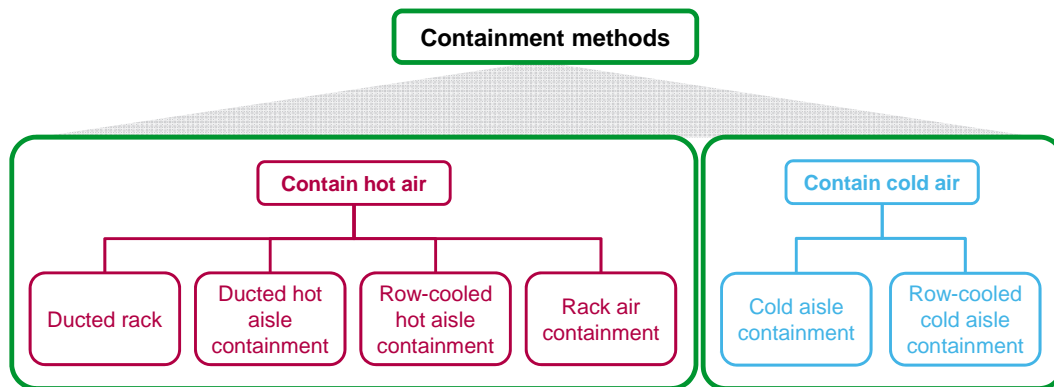 Containment methods
Contain hot air
Contain cold air
Ducted rack
Ducted hot
aisle
containment
Row-cooled
hot aisle
containment
Rack air
containment
Cold aisle
containment
Row-cooled
cold aisle
containment